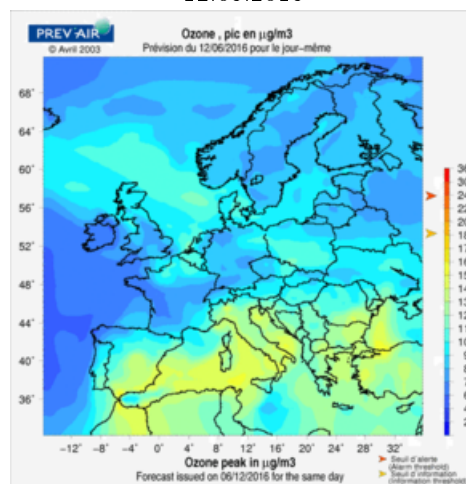 PREV'AIR
© Avril 2003
Ozone , pic en µg/m3
Prévision du 12/06/2016 pour le jour-même
68°
64°
60°
56°
52°
48°
44°
40°
36°
-12° -8° -4° 0° 4° 8° 12° 16° 20° 24° 28° 32°
Ozone peak in µg/m3
Forecast issued on 06/12/2016 for the same day
Seuil d'alerte
(Alarm threshold)
Seuil d'information
(Information threshold)